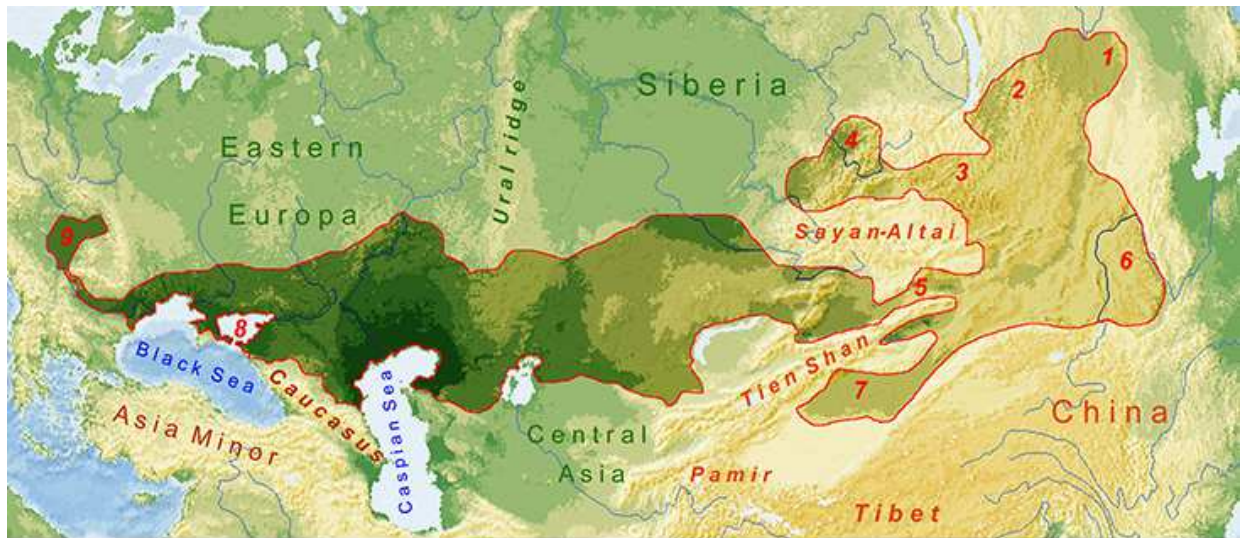 1
2
Siberia
Ural ridge
4
Eastern
Europa
3
9
Sayan-Altai
6
5
8
Black Sea
Tien Shan
Caucasus
7
China
Asia Minor
Caspian Sea
Central
Asia
Pamir
Tibet